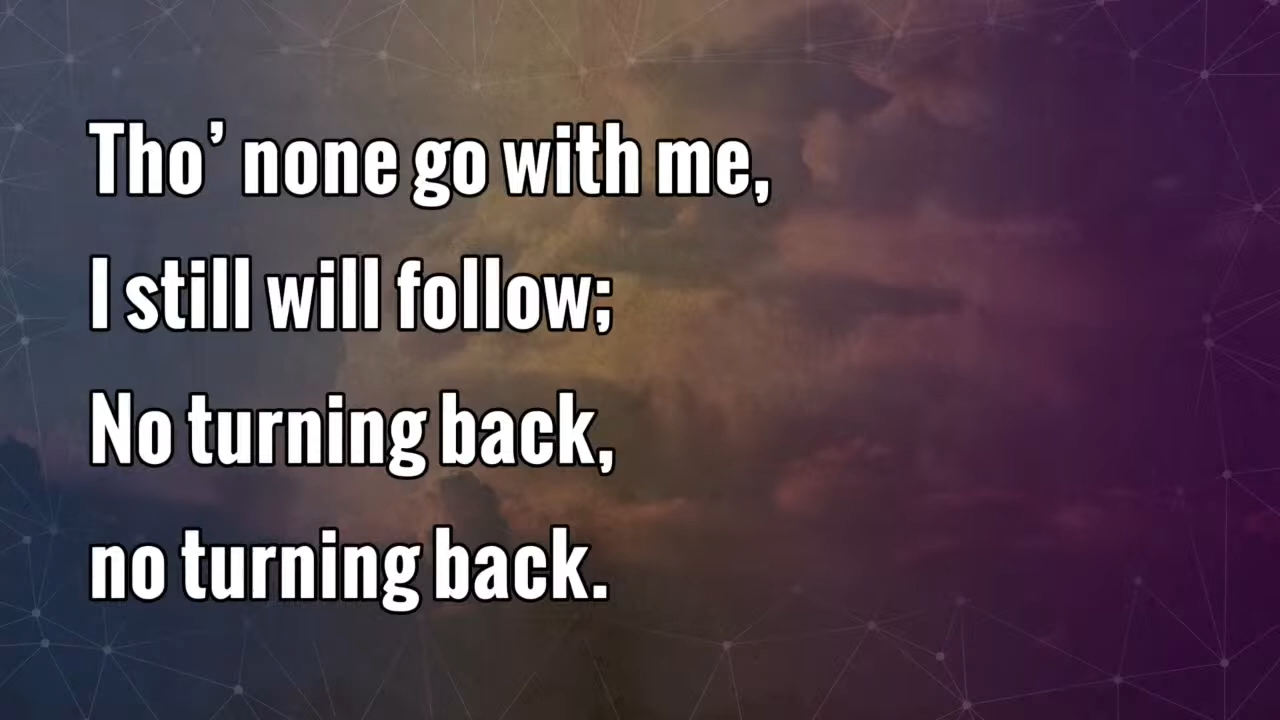 Tho’ none go with me,
I still will follow;
No turning back,
no turning back.